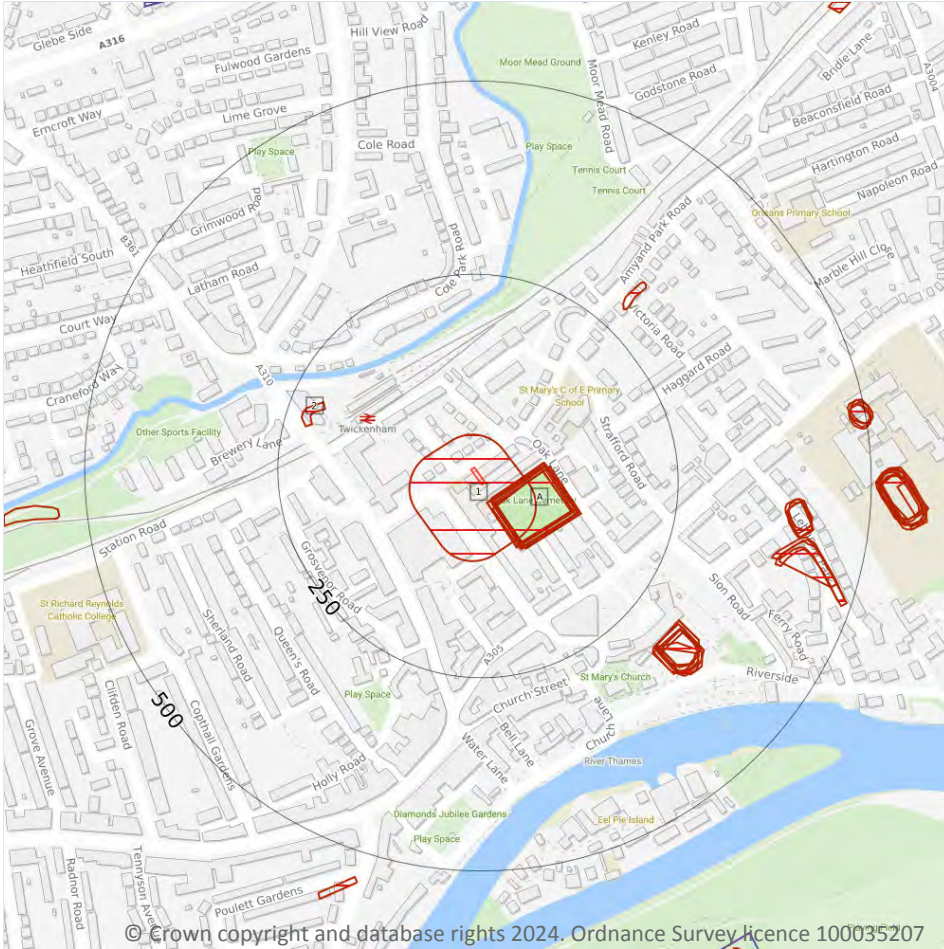 Glebe Side
A316
Hill View Road
Fulwood Gardens
Kenley Road
Bridle Lane
A3004
Moor Mead Ground
Moor Mead Road
Godstone Road
Beaconsfield Road
Erncroft Way
Lime Grove
Play Space
Cole Road
Play Space
Hartington Road
Tennis Court
Tennis Court
Napoleon Road
Grimwood Road
B361
Cole Park Road
Amyand Park Road
Orleans Primary School
Heathfield South
Latham Road
Marble Hill Close
Court Way
Victoria Road
A310
Craneford Way
Haggard Road
St Mary's C of E Primary
School
2
Twickenham
Other Sports Facility
Brewery Lane
Oak Lane
Strafford Road
1
A
Station Road
Grosvenor Road
250
Sion Road
Ferry Road
St Richard Reynolds
Catholic College
Sherland Road
Queen's Road
A305
St Mary's Church
Riverside
Clifden Road
Copthall Gardens
500
Play Space
Church Street
Church Lane
Grove Avenue
Bell Lane
Water Lane
River Thames
Holly Road
Diamonds Jubilee Gardens
Play Space
Eel Pie Island
Radnor Road
Tennyson Ave
Poulett Gardens
© Crown copyright and database rights 2024. Ordnance Survey licence 100035207